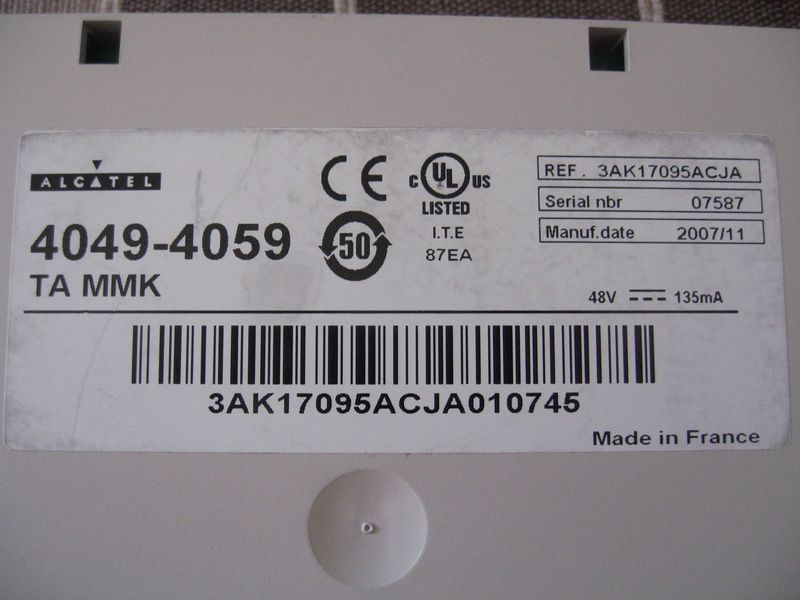 ALCATEL
4049-4059
TA MMK
CE
50
c UL US
LISTED
I.T.E
87EA
REF. 3AK17095ACJA
Serial nbr 07587
Manuf.date 2007/11
48V 135mA
3AK17095ACJA010745
Made in France